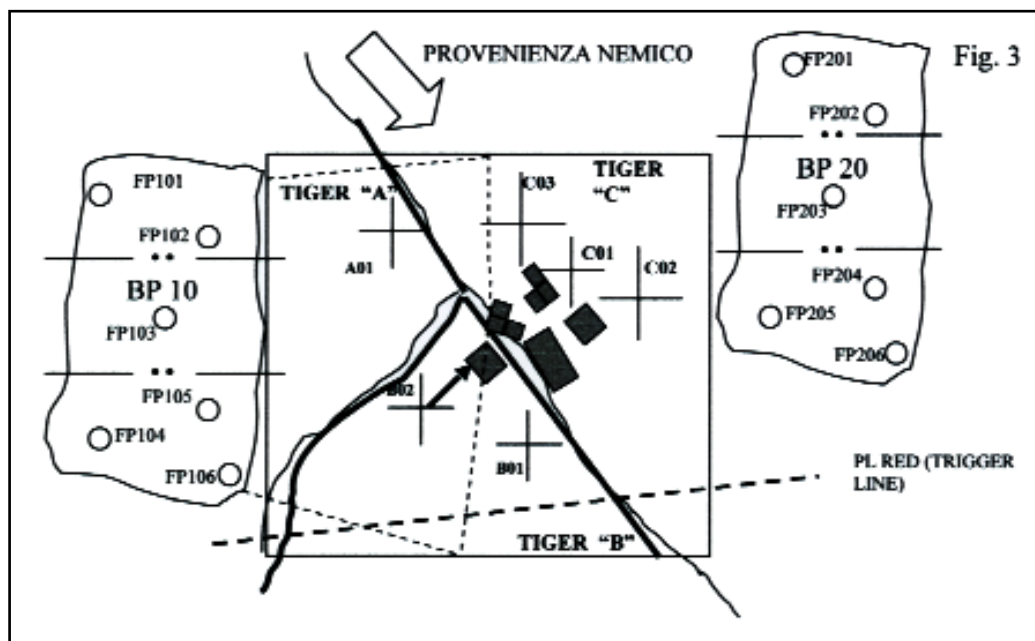 PROVENIENZA NEMICO
Fig. 3
FP201
FP202
BP 20
FP203
FP204
FP205
FP206
FP101
FP102
BP 10
FP103
FP105
FP104
FP106
TIGER "A"
A01
TIGER
"C"
C03
C01
C02
B02
B01
TIGER "B"
PL RED (TRIGGER
LINE)